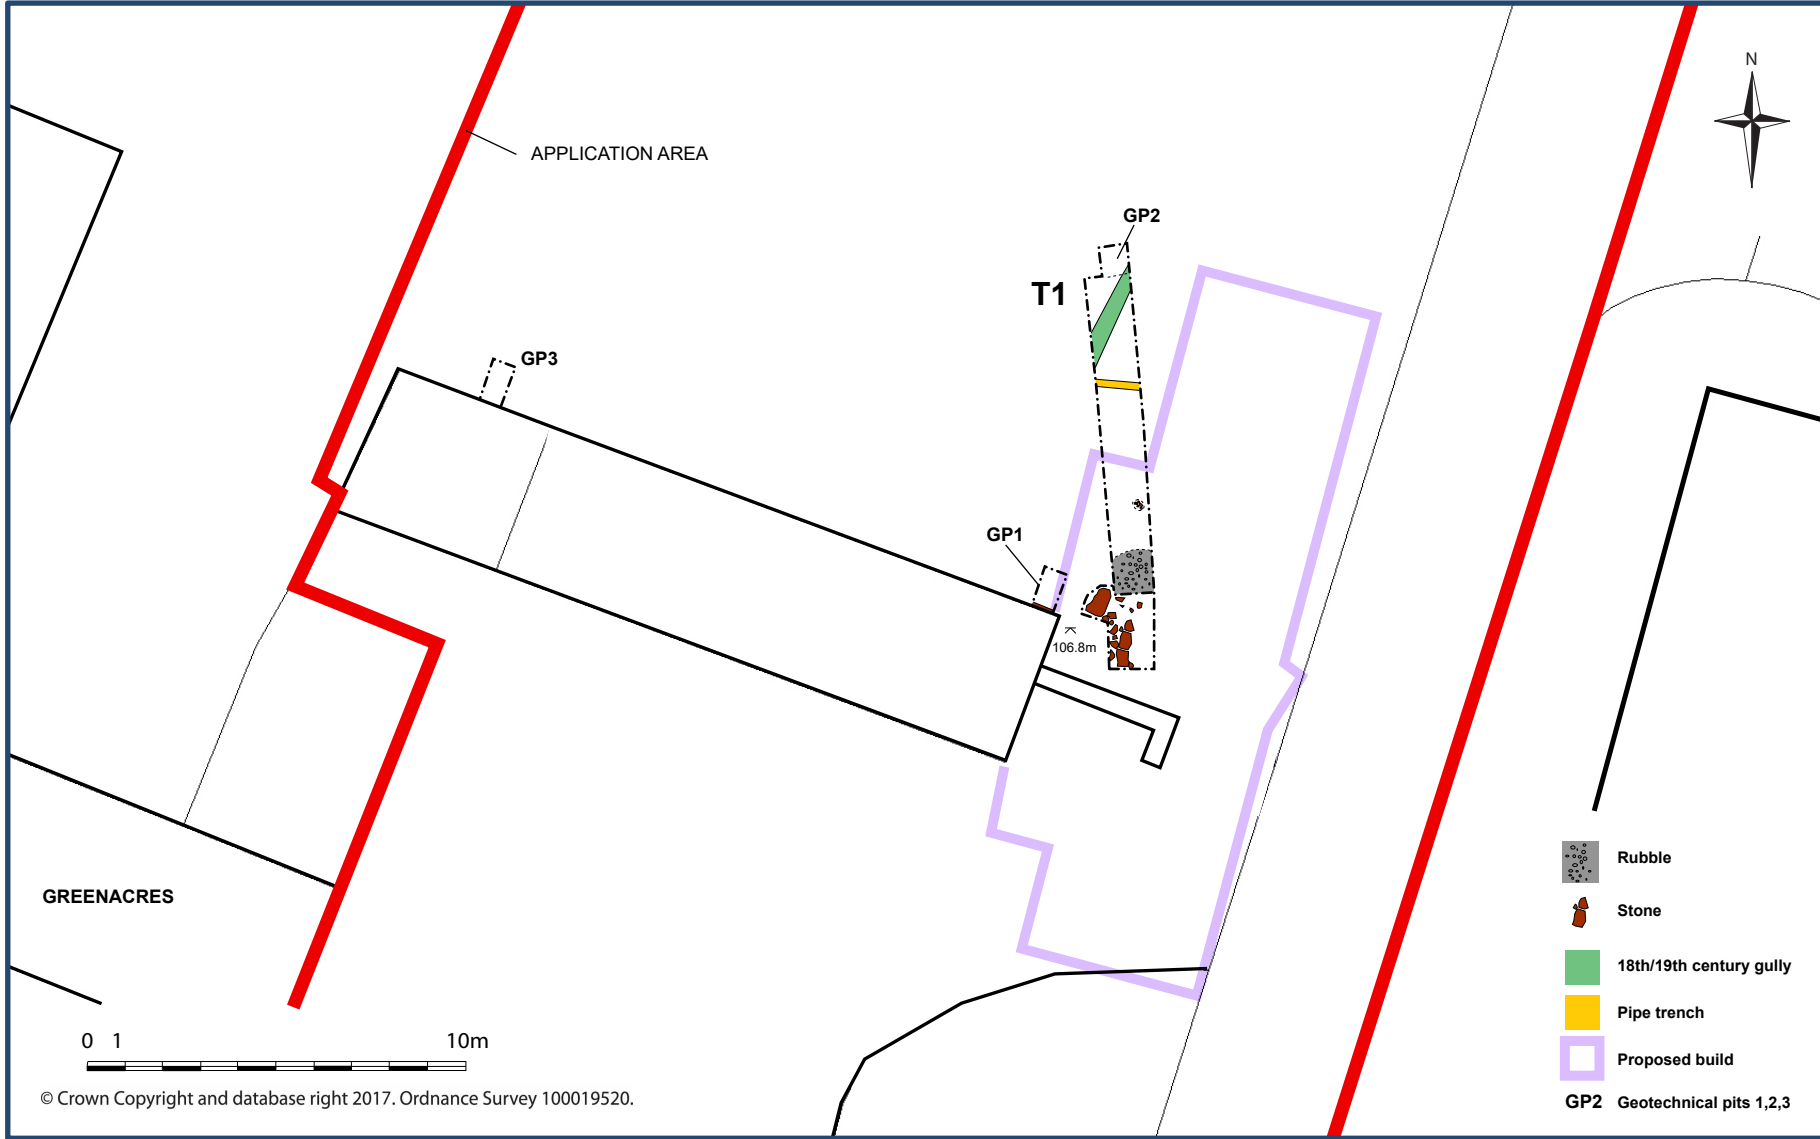 N
APPLICATION AREA
GP2
T1
GP3
GP1
106.8m
GREENACRES
Rubble
Stone
18th/19th century gully
Pipe trench
Proposed build
GP2 Geotechnical pits 1,2,3
0 1 10m
© Crown Copyright and database right 2017. Ordnance Survey 100019520.